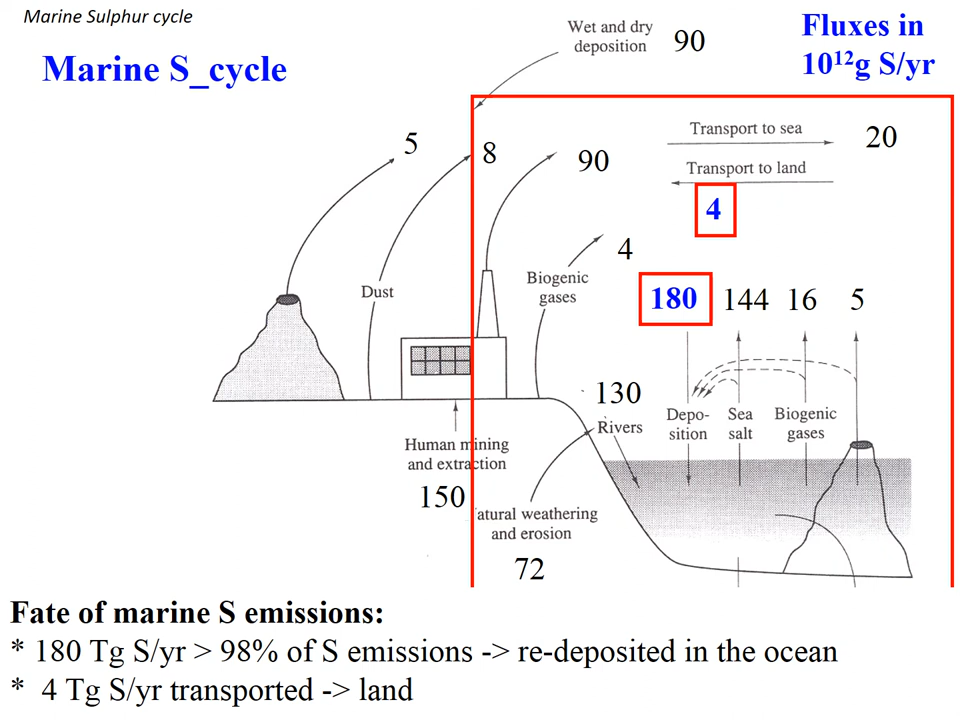 Marine Sulphur cycle
Marine S_cycle
Wet and dry
deposition
90
Fluxes in
10¹²g S/yr
5
8
90
Transport to sea
20
Transport to land
4
4
Dust
Biogenic
gases
180
144
16
5
130
Rivers
Depo-
sition
Sea
salt
Biogenic
gases
Human mining
and extraction
150
atural weathering
and erosion
72
Fate of marine S emissions:
* 180 Tg S/yr > 98% of S emissions -> re-deposited in the ocean
* 4 Tg S/yr transported -> land